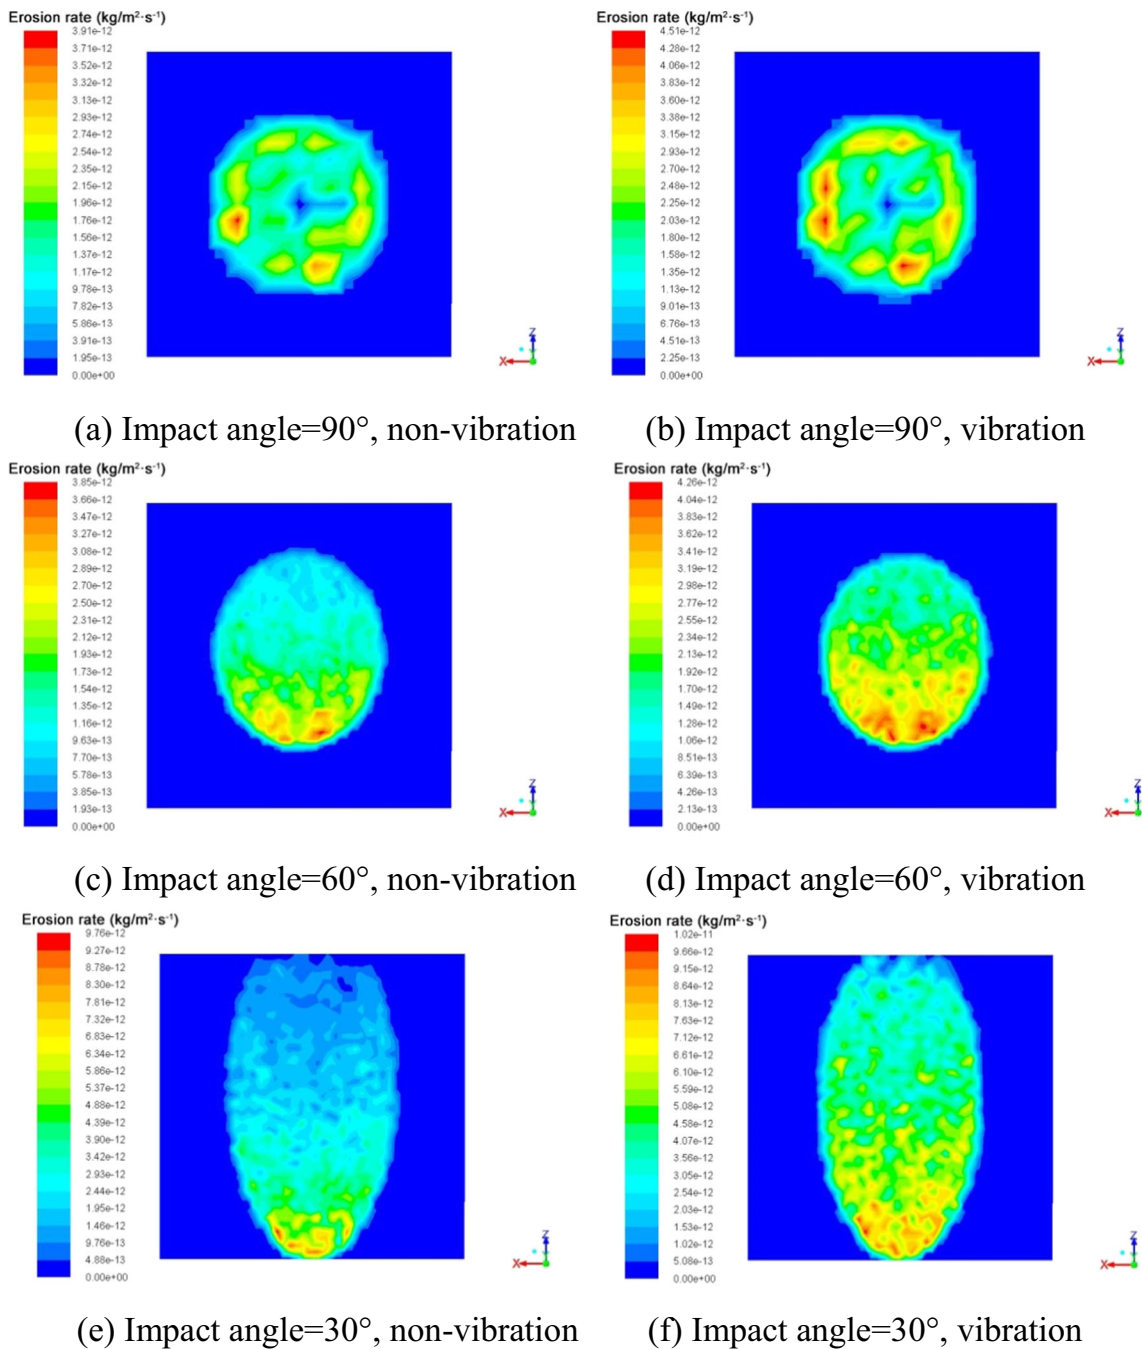 Erosion rate (kg/m²·s⁻¹)
3.91e-12
3.71e-12
3.52e-12
3.32e-12
3.13e-12
2.93e-12
2.74e-12
2.54e-12
2.35e-12
2.15e-12
1.96e-12
1.76e-12
1.56e-12
1.37e-12
1.17e-12
9.78e-13
7.82e-13
5.86e-13
3.91e-13
1.95e-13
0.00e+00
Z
X
Erosion rate (kg/m²·s⁻¹)
4.51e-12
4.28e-12
4.06e-12
3.83e-12
3.60e-12
3.38e-12
3.15e-12
2.93e-12
2.70e-12
2.48e-12
2.25e-12
2.03e-12
1.80e-12
1.58e-12
1.35e-12
1.13e-12
9.01e-13
6.76e-13
4.51e-13
2.25e-13
0.00e+00
Z
X
(a) Impact angle=90°, non-vibration
(b) Impact angle=90°, vibration
Erosion rate (kg/m²·s⁻¹)
3.85e-12
3.66e-12
3.47e-12
3.27e-12
3.08e-12
2.89e-12
2.70e-12
2.50e-12
2.31e-12
2.12e-12
1.93e-12
1.73e-12
1.54e-12
1.35e-12
1.16e-12
9.63e-13
7.70e-13
5.78e-13
3.85e-13
1.93e-13
0.00e+00
Z
X
Erosion rate (kg/m²·s⁻¹)
4.26e-12
4.04e-12
3.83e-12
3.62e-12
3.41e-12
3.19e-12
2.98e-12
2.77e-12
2.55e-12
2.34e-12
2.13e-12
1.92e-12
1.70e-12
1.49e-12
1.28e-12
1.06e-12
8.51e-13
6.39e-13
4.26e-13
2.13e-13
0.00e+00
Z
X
(c) Impact angle=60°, non-vibration
(d) Impact angle=60°, vibration
Erosion rate (kg/m²·s⁻¹)
9.76e-12
9.27e-12
8.78e-12
8.30e-12
7.81e-12
7.32e-12
6.83e-12
6.34e-12
5.86e-12
5.37e-12
4.88e-12
4.39e-12
3.90e-12
3.42e-12
2.93e-12
2.44e-12
1.95e-12
1.46e-12
9.76e-13
4.88e-13
0.00e+00
Z
X
Erosion rate (kg/m²·s⁻¹)
1.02e-11
9.66e-12
9.15e-12
8.64e-12
8.13e-12
7.63e-12
7.12e-12
6.61e-12
6.10e-12
5.59e-12
5.08e-12
4.58e-12
4.07e-12
3.56e-12
3.05e-12
2.54e-12
2.03e-12
1.53e-12
1.02e-12
5.08e-13
0.00e+00
Z
X
(e) Impact angle=30°, non-vibration
(f) Impact angle=30°, vibration